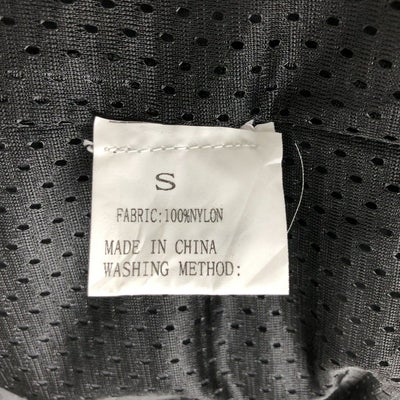 S
FABRIC:100%NYLON
MADE IN CHINA
WASHING METHOD: